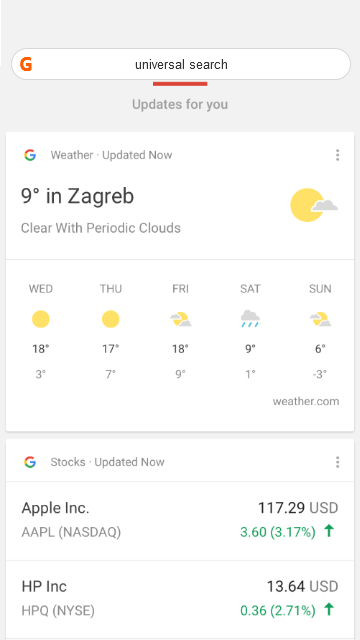 G universal search
Updates for you
G Weather · Updated Now
9° in Zagreb
Clear With Periodic Clouds
WED THU FRI SAT SUN
18° 17° 18° 9° 6°
3° 7° 9° 1° -3°
weather.com
G Stocks · Updated Now
Apple Inc. 117.29 USD
AAPL (NASDAQ) 3.60 (3.17%)
HP Inc 13.64 USD
HPQ (NYSE) 0.36 (2.71%)